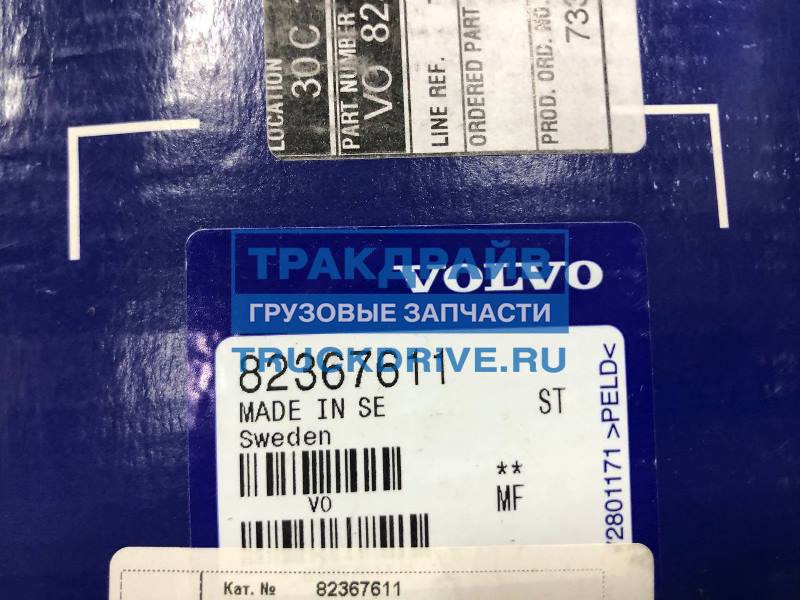 LOCATION
30 C
PART NUMBER
VO 82
LINE REF.
ORDERED PART
PROD. ORD. NO.
733
ТРАКДРАЙВ
VOLVO
ГРУЗОВЫЕ ЗАПЧАСТИ
TRUCKDRIVE.RU
82367611
MADE IN SE
ST
Sweden
**
VO
MF
2801171 >PELD<
Кат. № 82367611